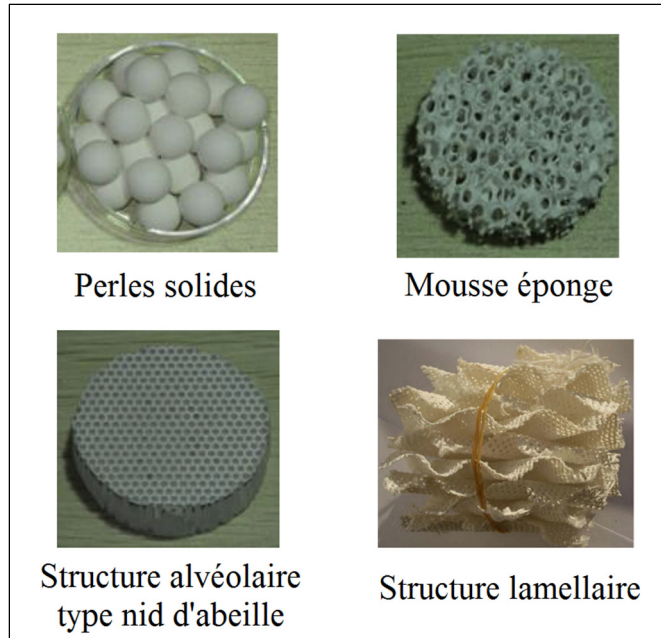 Perles solides
Mousse éponge
Structure alvéolaire
type nid d'abeille
Structure lamellaire